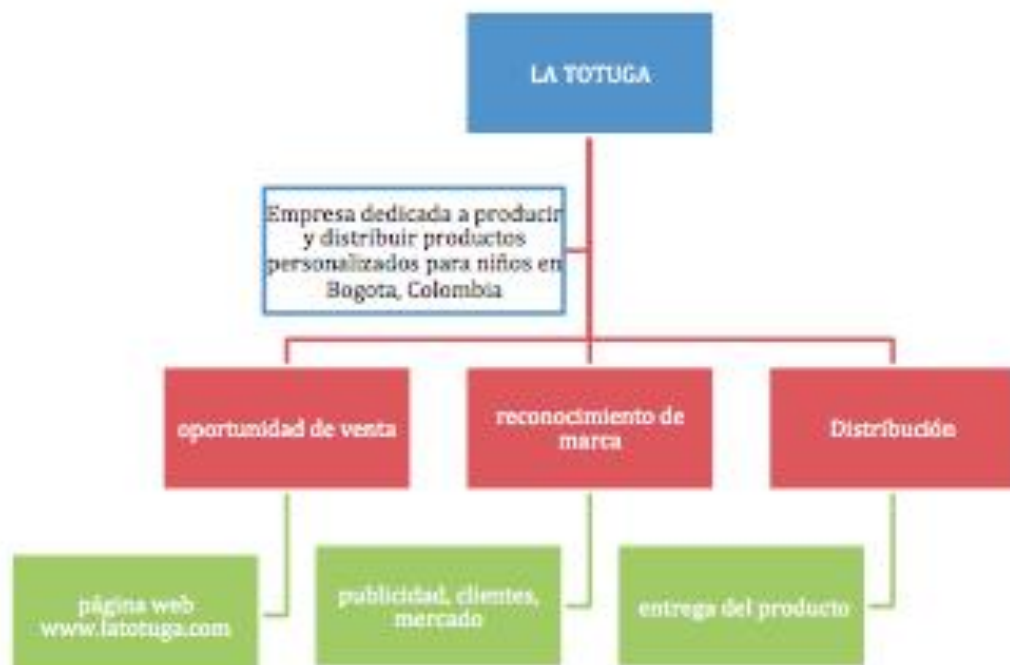 LA TOTUGA
Empresa dedicada a producir
y distribuir productos
personalizados para niños en
Bogota, Colombia
oportunidad de venta
reconocimiento de
marca
Distribución
página web
www.latotuga.com
publicidad, clientes,
mercado
entrega del producto